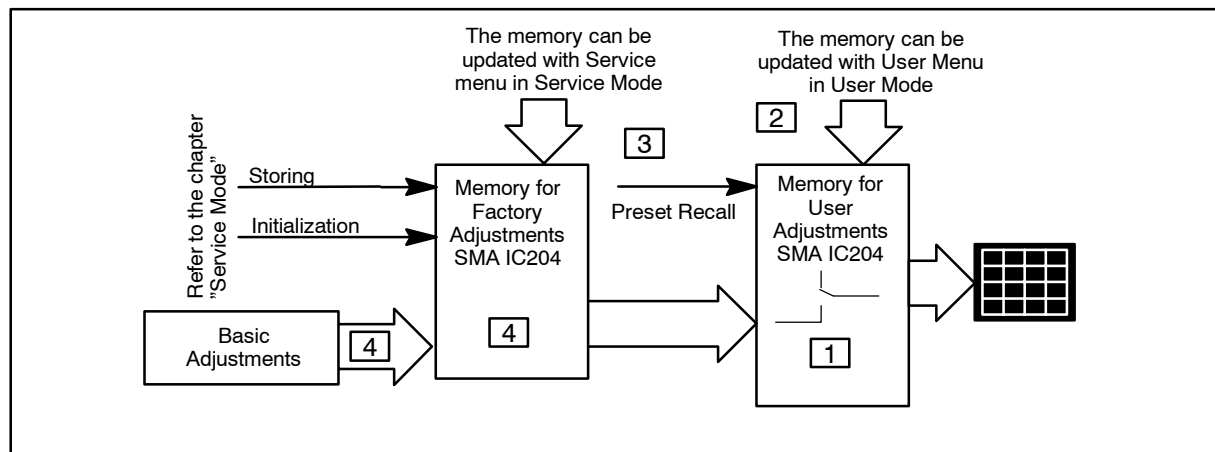 The memory can be
updated with Service
menu in Service Mode
The memory can be
updated with User Menu
in User Mode
2
3
Refer to the chapter
”Service Mode”
Storing
Initialization
Memory for
Factory
Adjustments
SMA IC204
Preset Recall
Memory for
User
Adjustments
SMA IC204
Basic
Adjustments
4
4
1